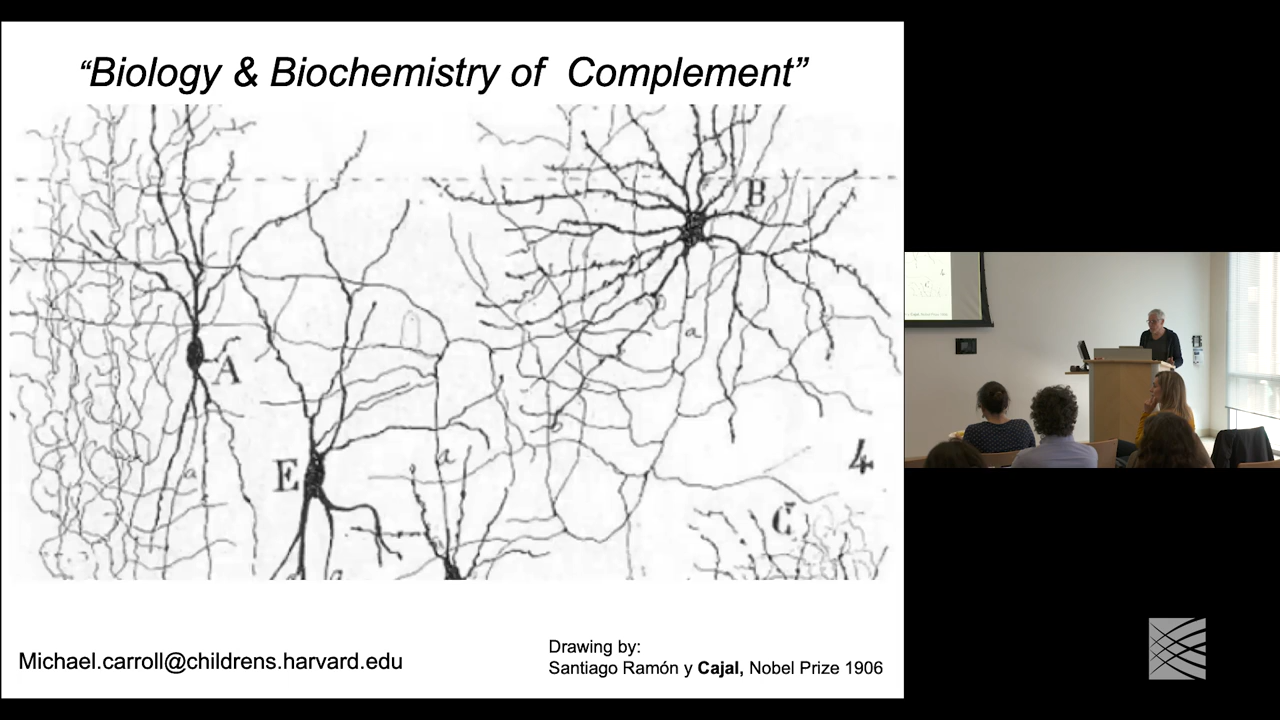 “Biology & Biochemistry of Complement”
B
A
a
a
a
E
4
C
Michael.carroll@childrens.harvard.edu
Drawing by:
Santiago Ramón y Cajal, Nobel Prize 1906